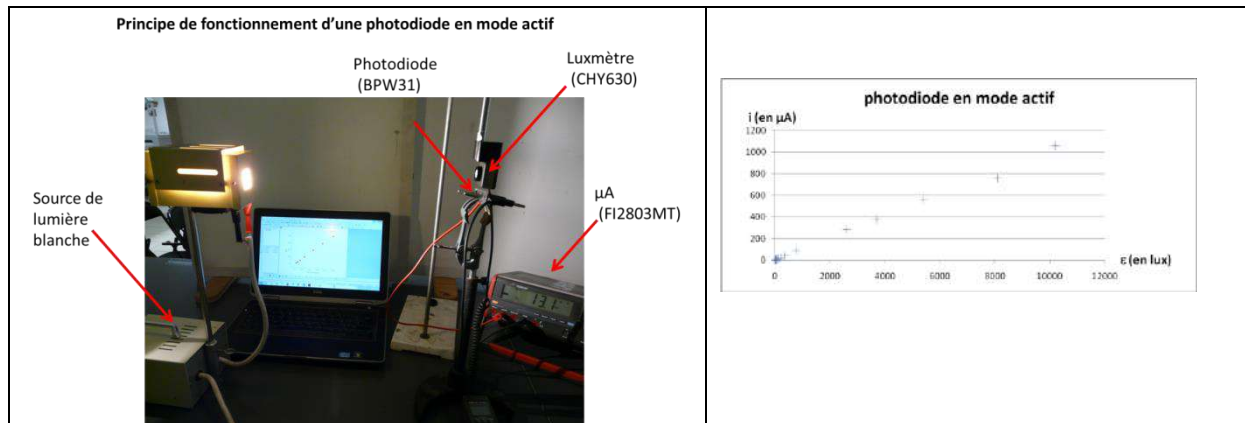 Principe de fonctionnement d'une photodiode en mode actif
Photodiode
(BPW31)
Luxmètre
(CHY630)
Source de
lumière
blanche
µA
(FI2803MT)
13.1
photodiode en mode actif
i (en µA)
1200
1000
800
600
400
200
0
0 2000 4000 6000 8000 10000 12000
ε (en lux)